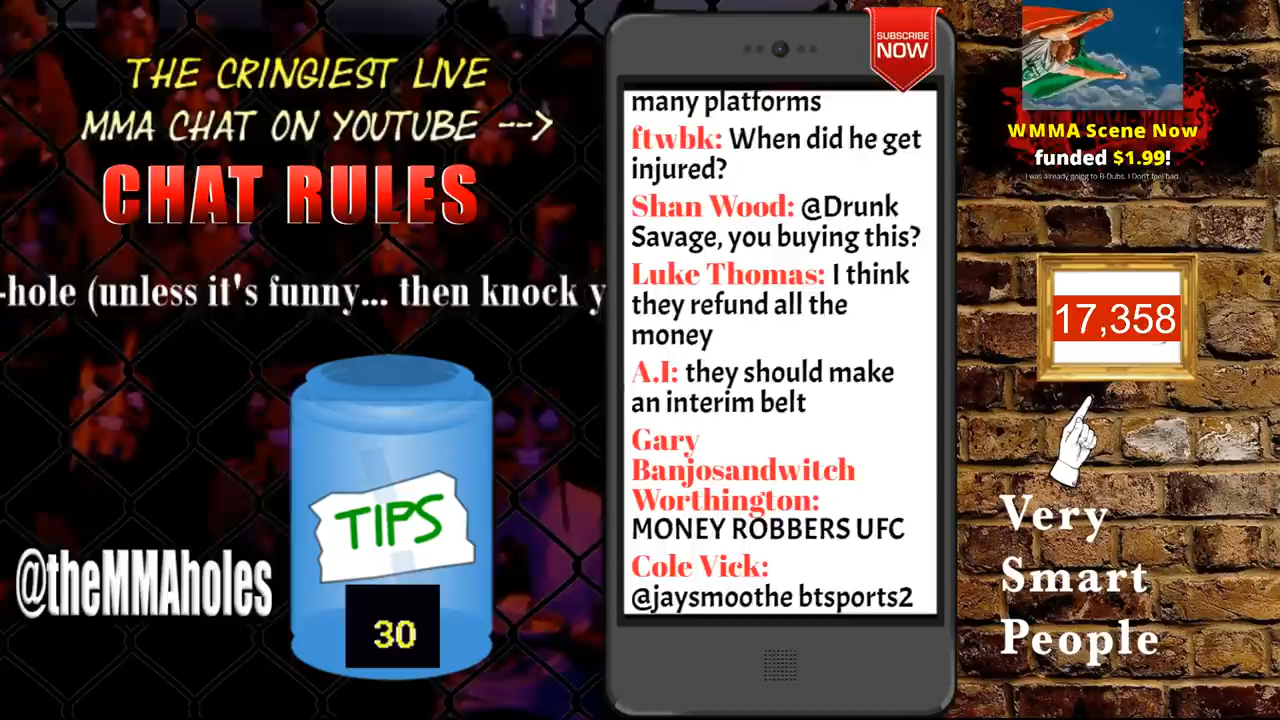 THE CRINGIEST LIVE
MMA CHAT ON YOUTUBE -->
CHAT RULES
-hole (unless it's funny... then knock y
TIPS
30
@theMMAholes
SUBSCRIBE
NOW
many platforms
ftwbk: When did he get
injured?
Shan Wood: @Drunk
Savage, you buying this?
Luke Thomas: I think
they refund all the
money
A.I: they should make
an interim belt
Gary
Banjosandwitch
Worthington:
MONEY ROBBERS UFC
Cole Vick:
@jaysmoothe btsports2
WMMA Scene Now
funded $1.99!
I was already going to B-Dubs. I Don't feel bad.
17,358
Very
Smart
People